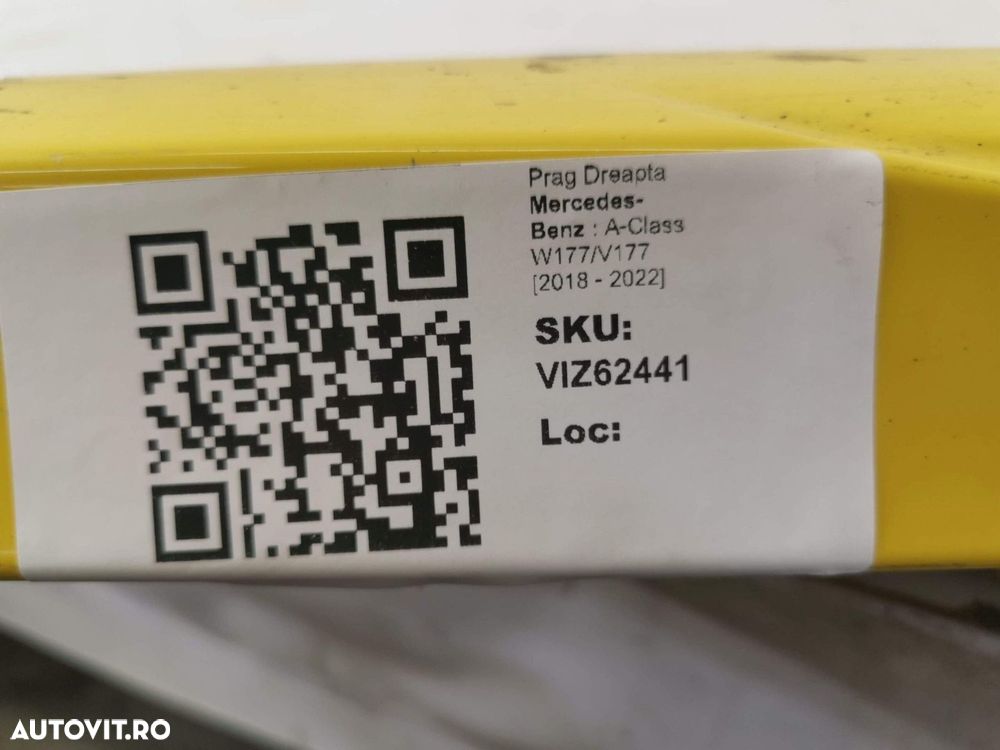 Prag Dreapta
Mercedes-
Benz : A-Class
W177/V177
[2018 - 2022]
SKU:
VIZ62441
Loc:
AUTOVIT.RO